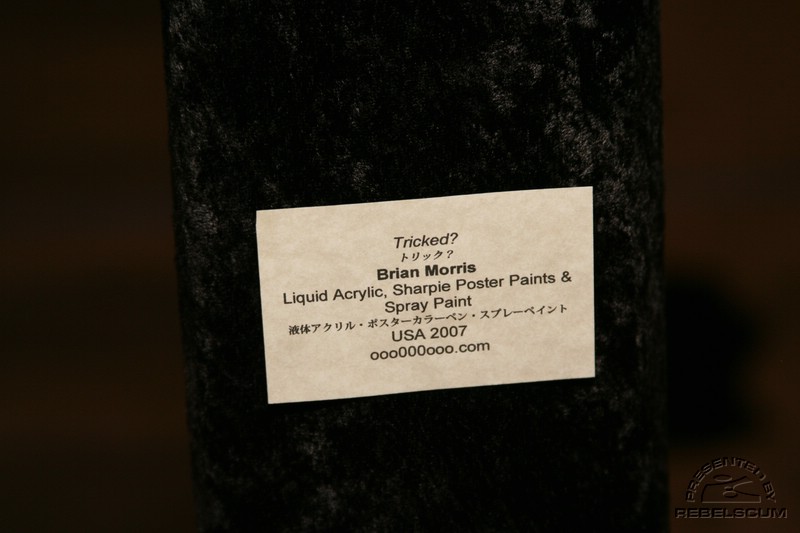 Tricked?
トリック？
Brian Morris
Liquid Acrylic, Sharpie Poster Paints &
Spray Paint
液体アクリル・ポスターカラーペン・スプレーペイント
USA 2007
ooo000ooo.com
PRESENTED BY
REBELSCUM